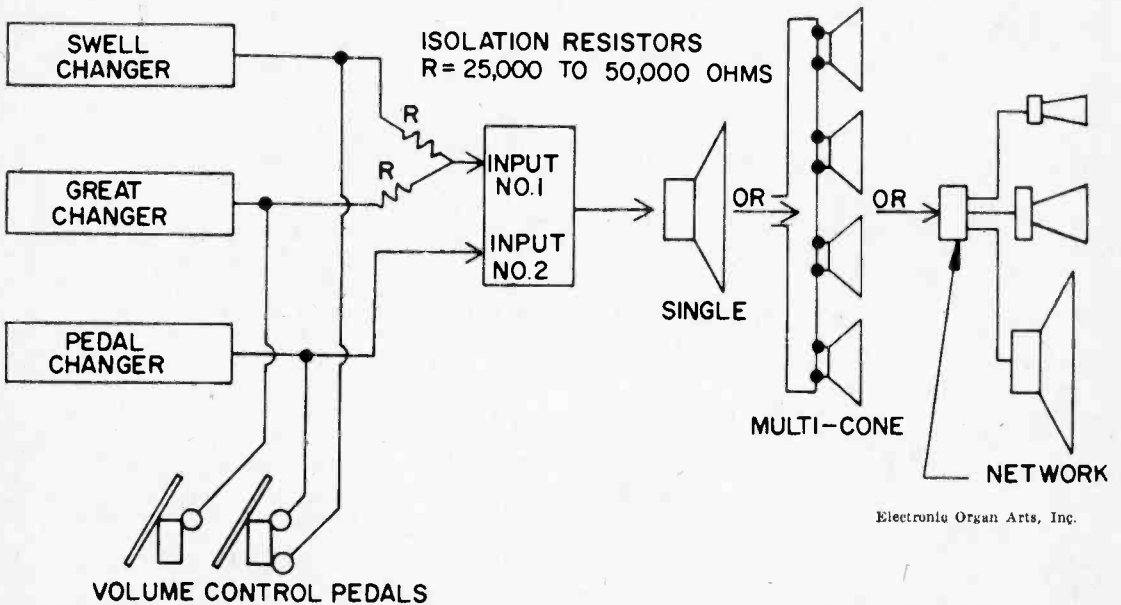 SWELL
CHANGER
ISOLATION RESISTORS
R = 25,000 TO 50,000 OHMS
R
R
GREAT
CHANGER
INPUT
NO.1
INPUT
NO.2
OR
OR
SINGLE
PEDAL
CHANGER
MULTI-CONE
NETWORK
Electronic Organ Arts, Inc.
VOLUME CONTROL PEDALS